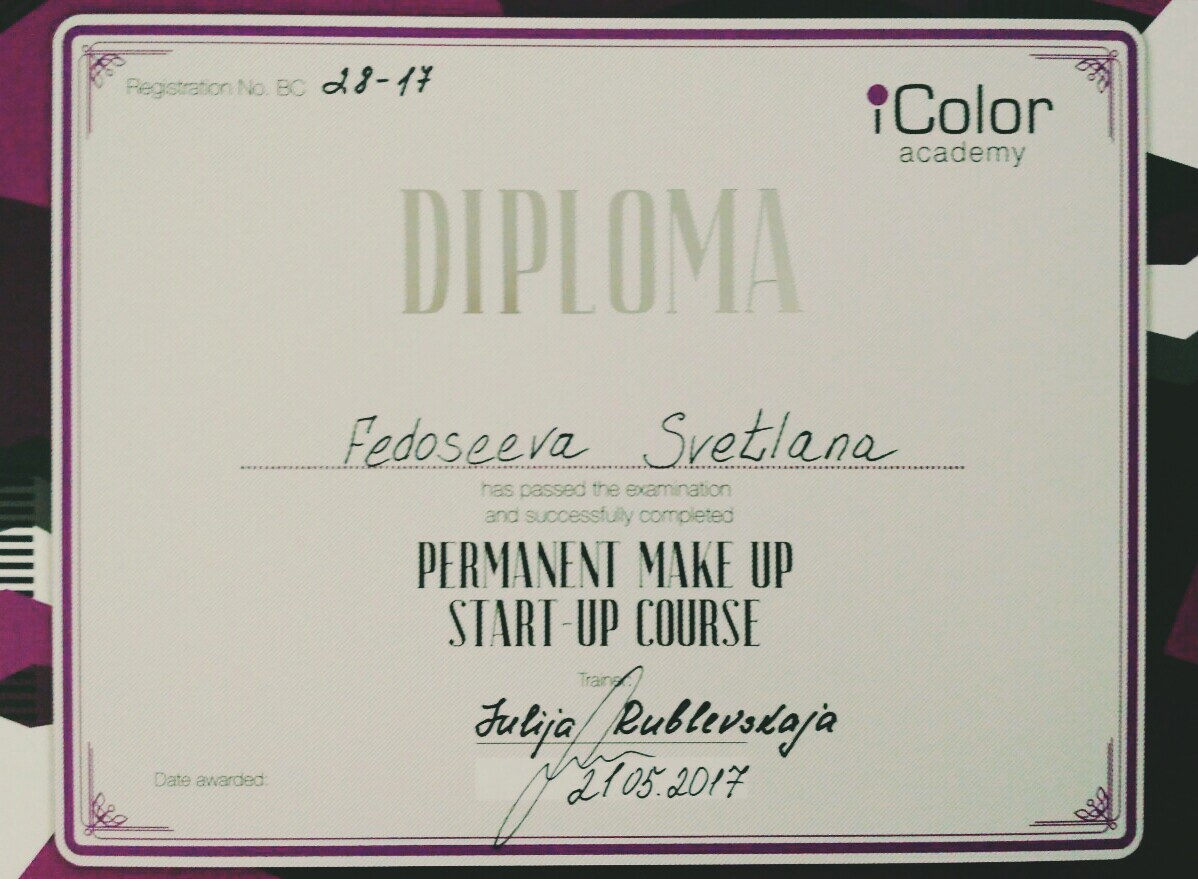 Registration No. BC 28-17
iColor
academy
DIPLOMA
Fedoseeva Svetlana
has passed the examination
and successfully completed
PERMANENT MAKE UP
START-UP COURSE
Trainer:
Julija Rublevskaja
Date awarded:
21 05.2017